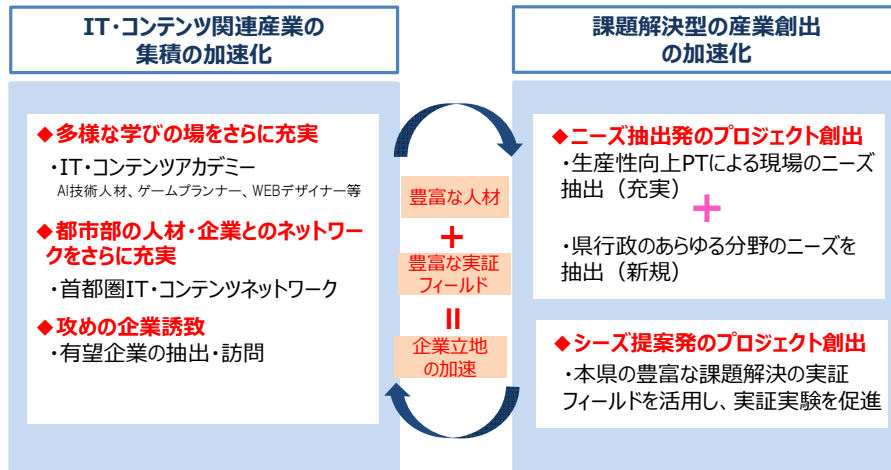 IT・コンテンツ関連産業の
集積の加速化
◆多様な学びの場をさらに充実
・IT・コンテンツアカデミー
AI技術人材、ゲームプランナー、WEBデザイナー等
◆都市部の人材・企業とのネットワー
クをさらに充実
・首都圏IT・コンテンツネットワーク
◆攻めの企業誘致
・有望企業の抽出・訪問
豊富な人材
+
豊富な実証
フィールド
=
企業立地
の加速
課題解決型の産業創出
の加速化
◆ニーズ抽出発のプロジェクト創出
・生産性向上PTによる現場のニーズ
抽出（充実）
+
・県行政のあらゆる分野のニーズを
抽出（新規）
◆シーズ提案発のプロジェクト創出
・本県の豊富な課題解決の実証
フィールドを活用し、実証実験を促進